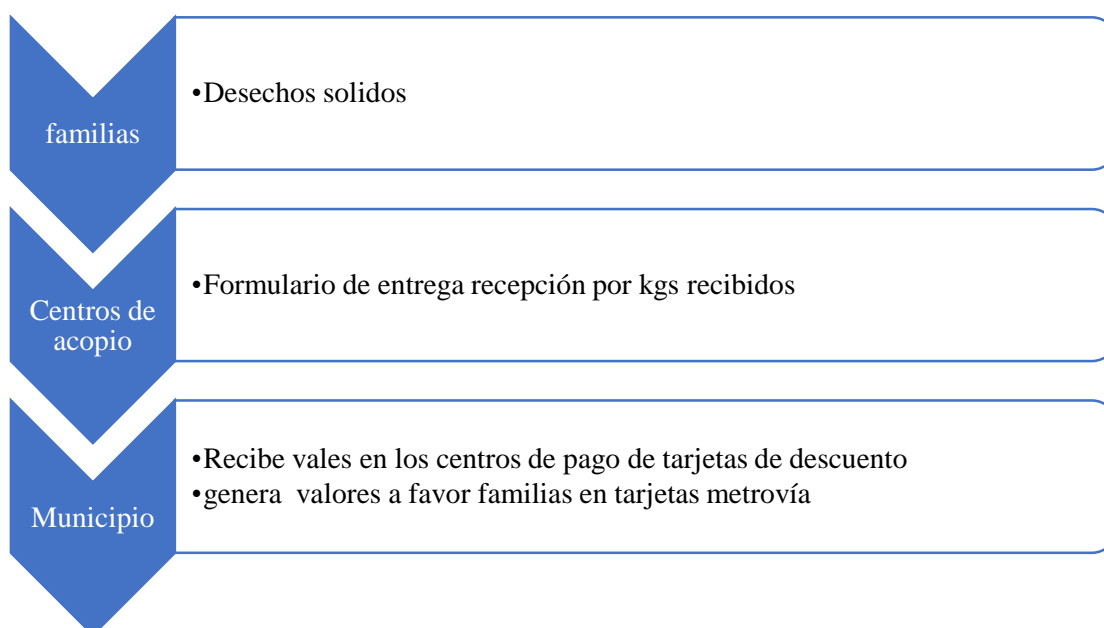 familias
•Desechos solidos
Centros de
acopio
•Formulario de entrega recepción por kgs recibidos
Municipio
•Recibe vales en los centros de pago de tarjetas de descuento
•genera  valores a favor familias en tarjetas metrovía